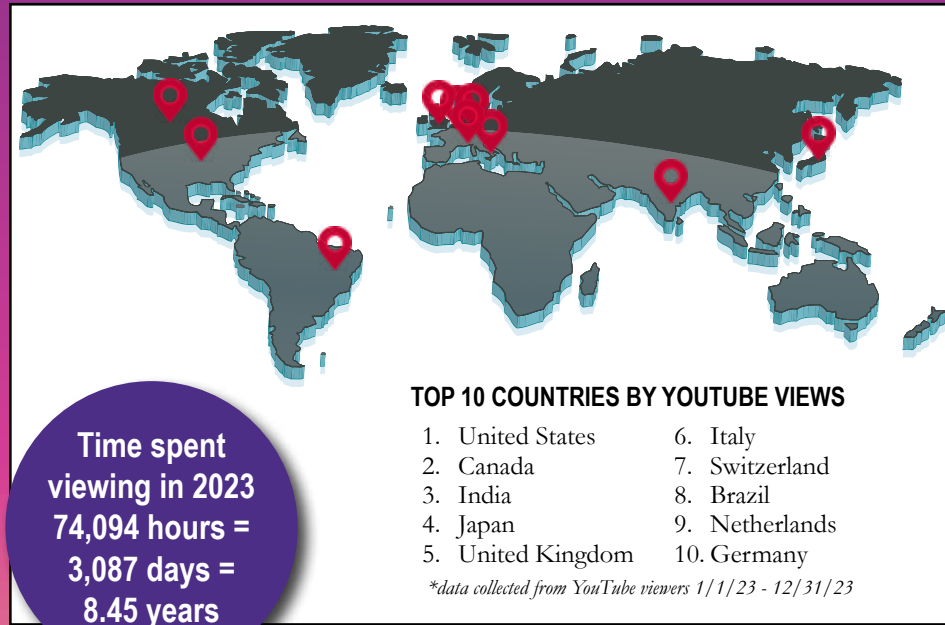 TOP 10 COUNTRIES BY YOUTUBE VIEWS
1. United States
2. Canada
3. India
4. Japan
5. United Kingdom
6. Italy
7. Switzerland
8. Brazil
9. Netherlands
10. Germany
*data collected from YouTube viewers 1/1/23 - 12/31/23
Time spent
viewing in 2023
74,094 hours =
3,087 days =
8.45 years